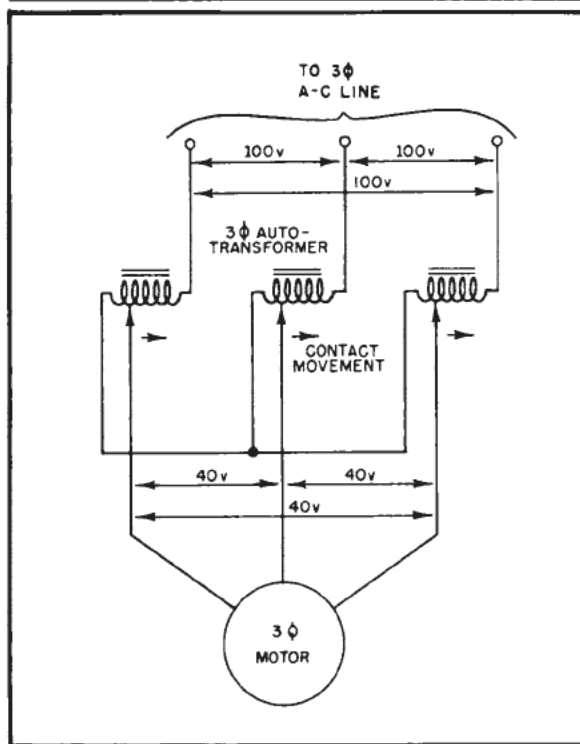 TO 3ϕ
A-C LINE
100v
100v
100v
3ϕ AUTO-
TRANSFORMER
CONTACT
MOVEMENT
40v
40v
40v
3ϕ
MOTOR